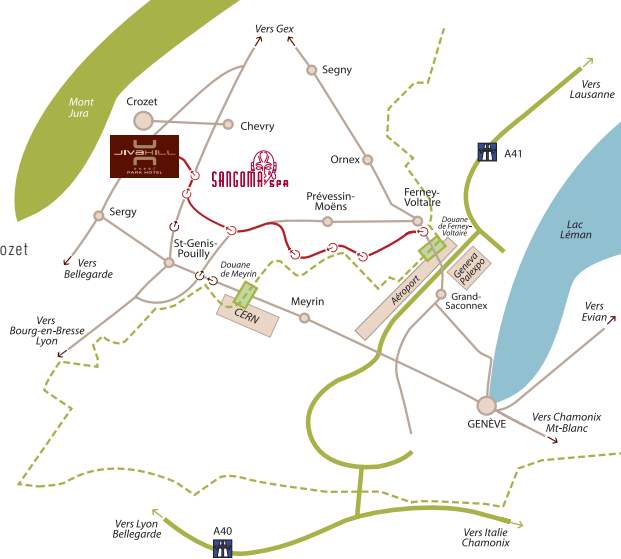 Vers Gex
Segny
Vers
Lausanne
Mont
Jura
Crozet
Chevry
A41
JIVAHILL
PARK HOTEL
SANGOMA SPA
Ornex
Prévessin-
Moëns
Ferney-
Voltaire
Sergy
Douane
de Ferney-
Voltaire
Lac
Léman
ozet
St-Genis-
Pouilly
Vers
Bellegarde
Douane
de Meyrin
Geneva
Palexpo
Aéroport
Meyrin
Grand-
Saconnex
CERN
Vers
Evian
Vers
Bourg-en-Bresse
Lyon
GENÈVE
Vers Chamonix
Mt-Blanc
Vers Lyon
Bellegarde
A40
Vers Italie
Chamonix